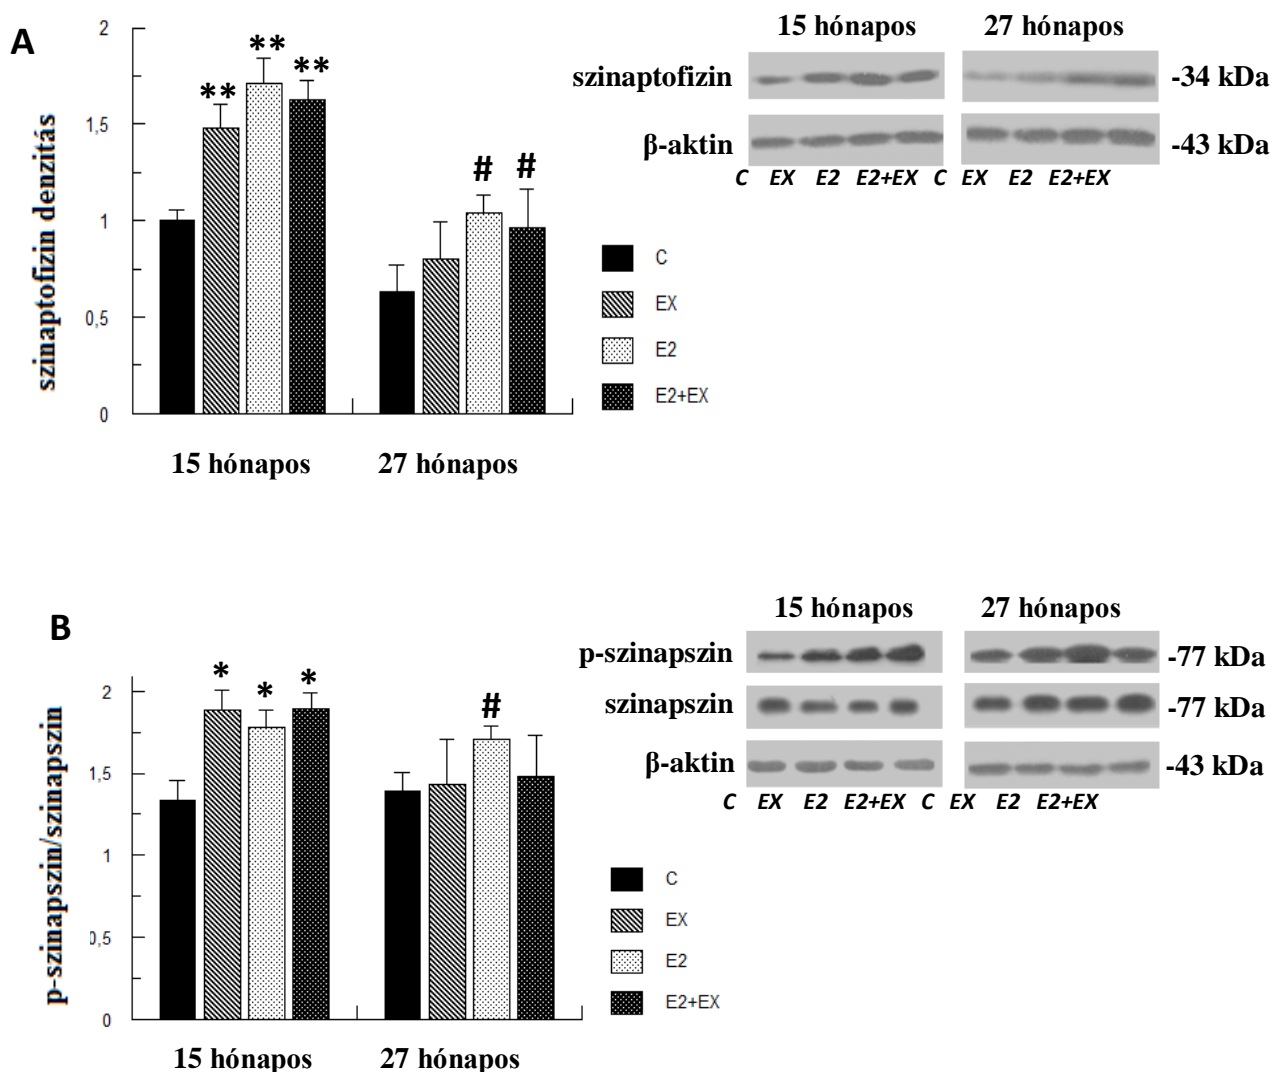 A
2
1,5
1
0,5
0
szinaptofizin denzitás
**
**
**
#
#
15 hónapos
27 hónapos
15 hónapos
27 hónapos
szinaptofizin
-34 kDa
β-aktin
-43 kDa
C EX E2 E2+EX C EX E2 E2+EX
C
EX
E2
E2+EX
B
2
1,5
1
0,5
0
p-szinapszin/szinapszin
*
*
*
#
15 hónapos
27 hónapos
15 hónapos
27 hónapos
p-szinapszin
-77 kDa
szinapszin
-77 kDa
β-aktin
-43 kDa
C EX E2 E2+EX C EX E2 E2+EX
C
EX
E2
E2+EX